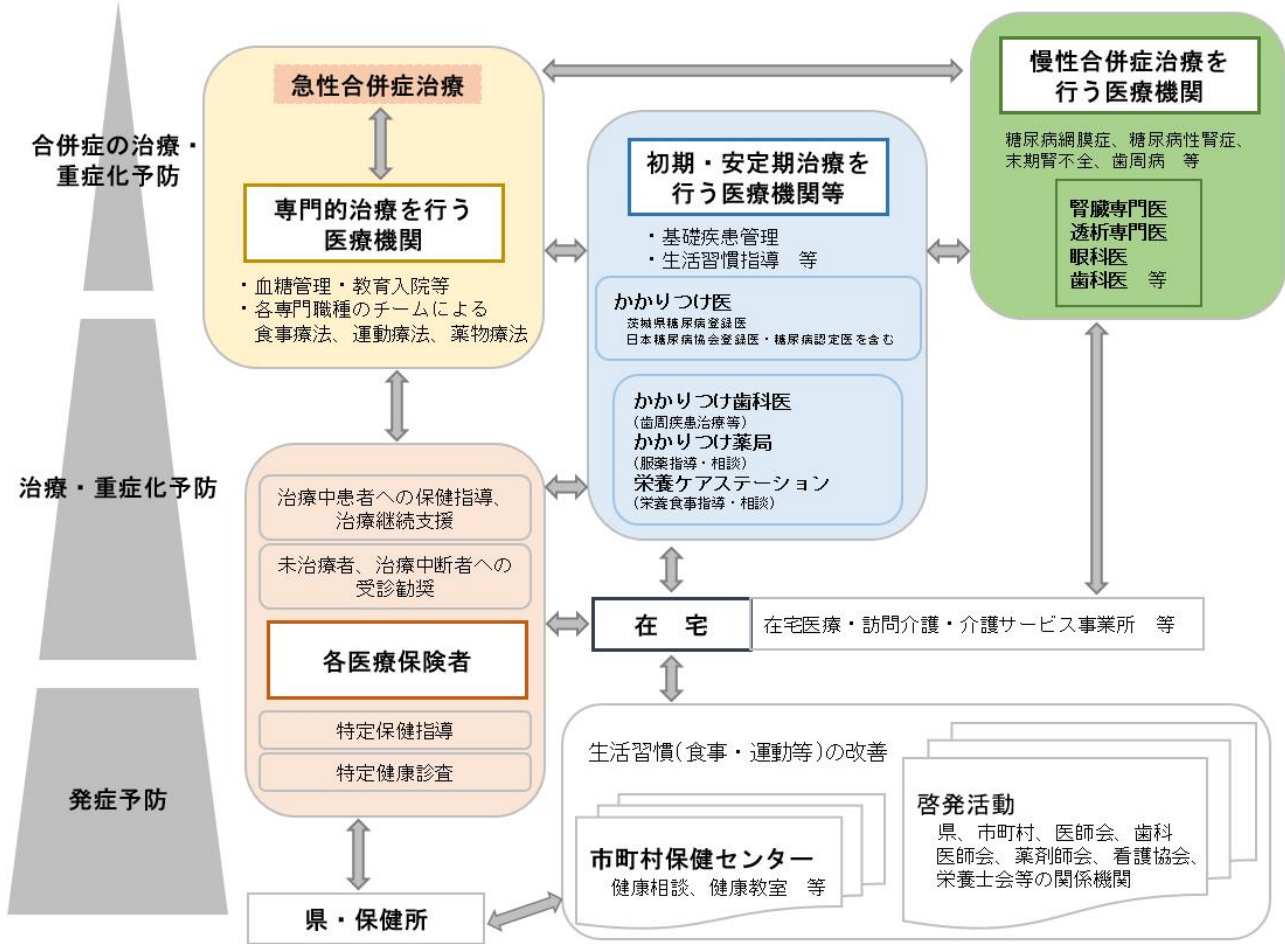 合併症の治療・
重症化予防
治療・重症化予防
発症予防
急性合併症治療
専門的治療を行う
医療機関
・血糖管理・教育入院等
・各専門職種のチームによる
食事療法、運動療法、薬物療法
初期・安定期治療を
行う医療機関等
・基礎疾患管理
・生活習慣指導　等
かかりつけ医
茨城県糖尿病登録医
日本糖尿病協会登録医・糖尿病認定医を含む
かかりつけ歯科医
(歯周疾患治療等)
かかりつけ薬局
(服薬指導・相談)
栄養ケアステーション
(栄養食事指導・相談)
慢性合併症治療を
行う医療機関
糖尿病網膜症、糖尿病性腎症、
末期腎不全、歯周病　等
腎臓専門医
透析専門医
眼科医
歯科医　等
治療中患者への保健指導、
治療継続支援
未治療者、治療中断者への
受診勧奨
各医療保険者
特定保健指導
特定健康診査
在　宅
在宅医療・訪問介護・介護サービス事業所　等
生活習慣(食事・運動等)の改善
市町村保健センター
健康相談、健康教室　等
啓発活動
県、市町村、医師会、歯科
医師会、薬剤師会、看護協会、
栄養士会等の関係機関
県・保健所